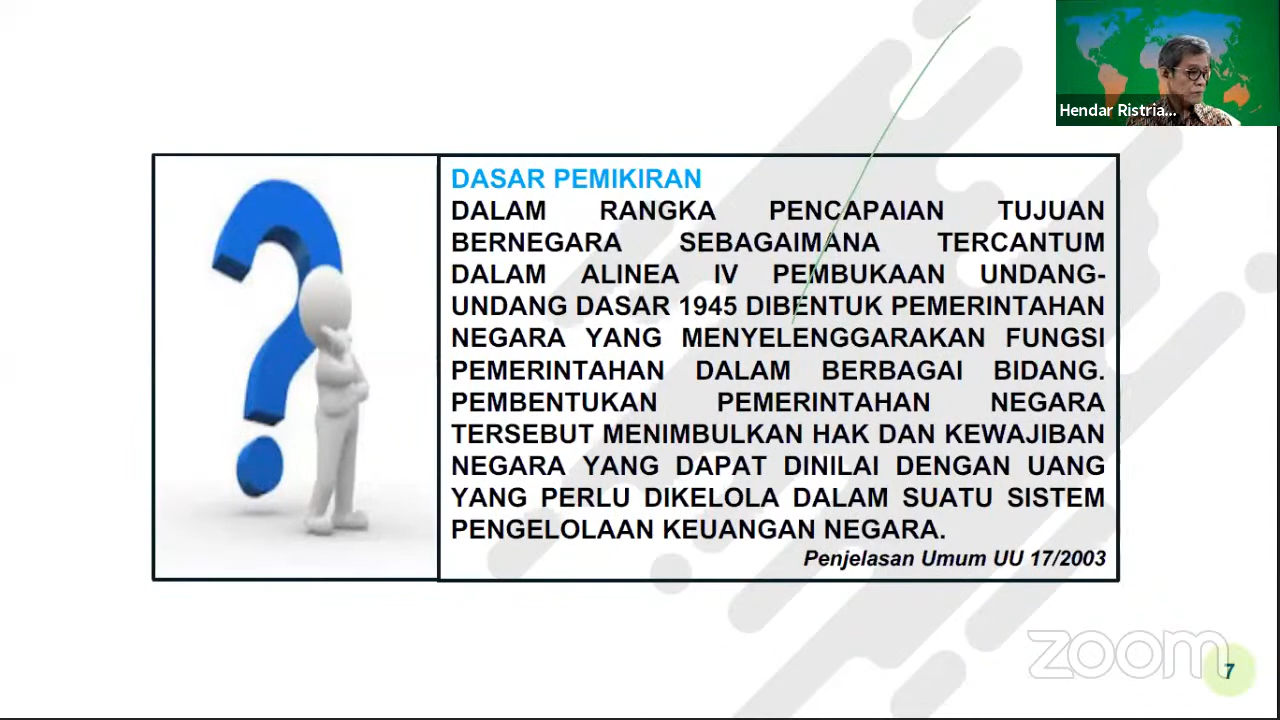 Hendar Ristria...
DASAR PEMIKIRAN
DALAM RANGKA PENCAPAIAN TUJUAN
BERNEGARA SEBAGAIMANA TERCANTUM
DALAM ALINEA IV PEMBUKAAN UNDANG-
UNDANG DASAR 1945 DIBENTUK PEMERINTAHAN
NEGARA YANG MENYELENGGARAKAN FUNGSI
PEMERINTAHAN DALAM BERBAGAI BIDANG.
PEMBENTUKAN PEMERINTAHAN NEGARA
TERSEBUT MENIMBULKAN HAK DAN KEWAJIBAN
NEGARA YANG DAPAT DINILAI DENGAN UANG
YANG PERLU DIKELOLA DALAM SUATU SISTEM
PENGELOLAAN KEUANGAN NEGARA.
Penjelasan Umum UU 17/2003
zoom
7